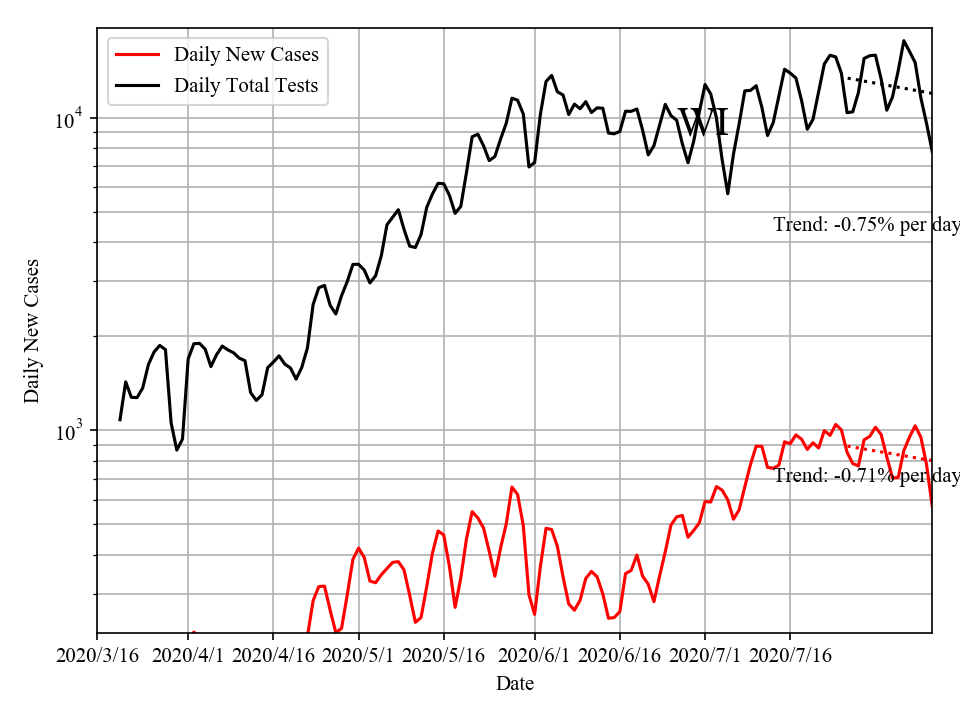 Daily New Cases
Daily Total Tests
10^4
WI
Trend: -0.75% per day
Daily New Cases
10^3
Trend: -0.71% per day
2020/3/16 2020/4/1 2020/4/16 2020/5/1 2020/5/16 2020/6/1 2020/6/16 2020/7/1 2020/7/16
Date